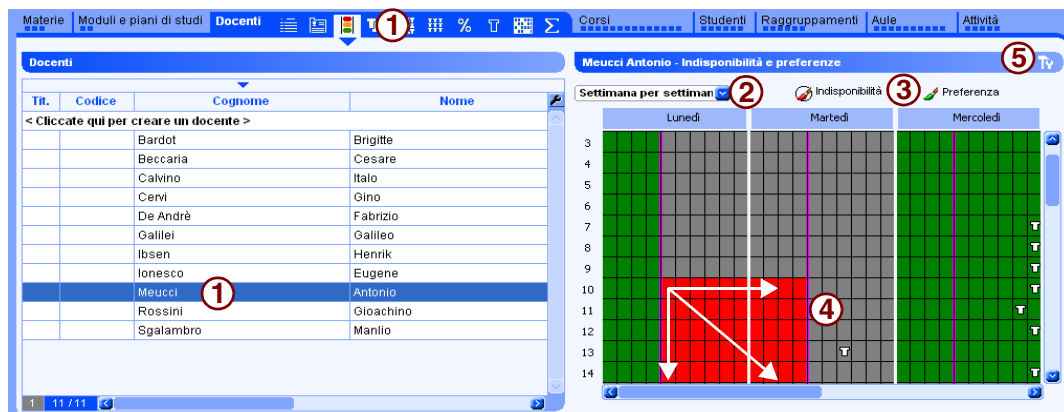 Materie Moduli e piani di studi Docenti % Σ Corsi Studenti Raggruppamenti Aule Attività
1
Docenti
Meucci Antonio - Indisponibilità e preferenze
5
Settimana per settiman
2
Indisponibilità
3
Preferenza
Tit. Codice Cognome Nome
< Cliccate qui per creare un docente >
Bardot Brigitte
Beccaria Cesare
Calvino Italo
Cervi Gino
De Andrè Fabrizio
Galilei Galileo
Ibsen Henrik
Ionesco Eugene
Meucci 1 Antonio
Rossini Gioachino
Sgalambro Manlio
1 11/11
Lunedì Martedì Mercoledì
3
4
5
6
7 T
8 T
9 T
10 T
4
11 T
12 T
13 T
14 T